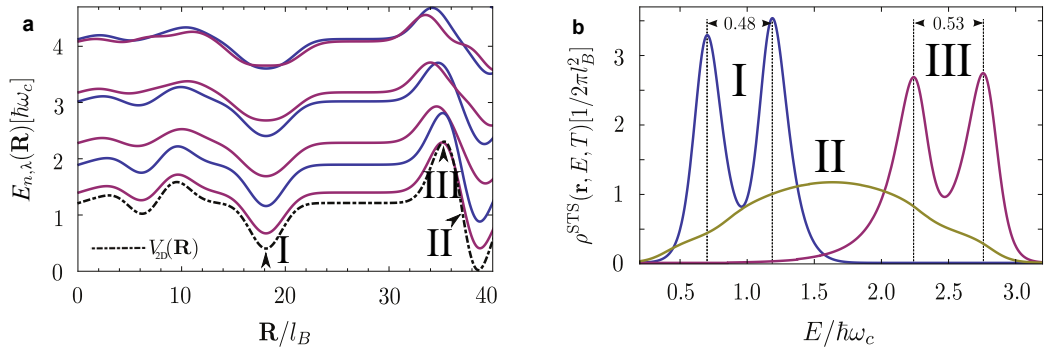 a
E_{n,λ}(R)[ħω_c]
4
3
2
1
0
V_{2D}(R)
I
II
III
0
10
20
30
40
R/l_B
b
ρ^{STS}(r, E, T)[1/2πl_B^2]
3
2
1
0
0.48
0.53
I
II
III
0.5
1.0
1.5
2.0
2.5
3.0
E/ħω_c